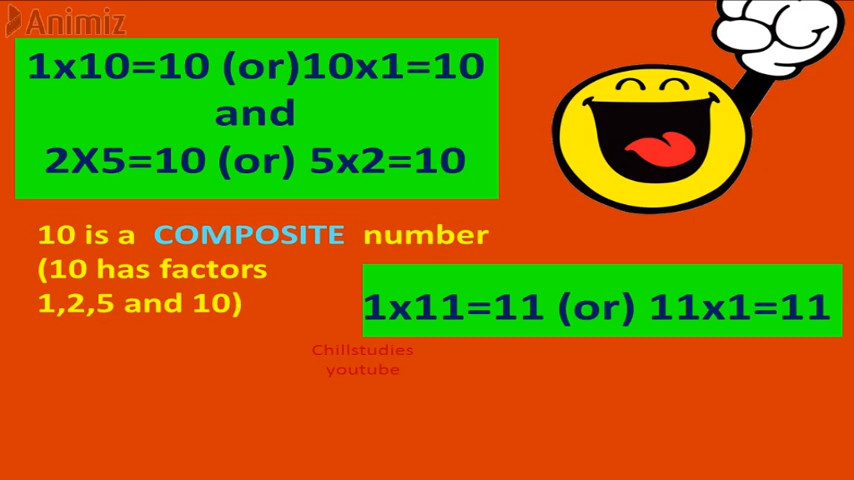 Animiz
1x10=10 (or)10x1=10
and
2X5=10 (or) 5x2=10
10 is a COMPOSITE number
(10 has factors
1,2,5 and 10)
1x11=11 (or) 11x1=11
Chillstudies
youtube